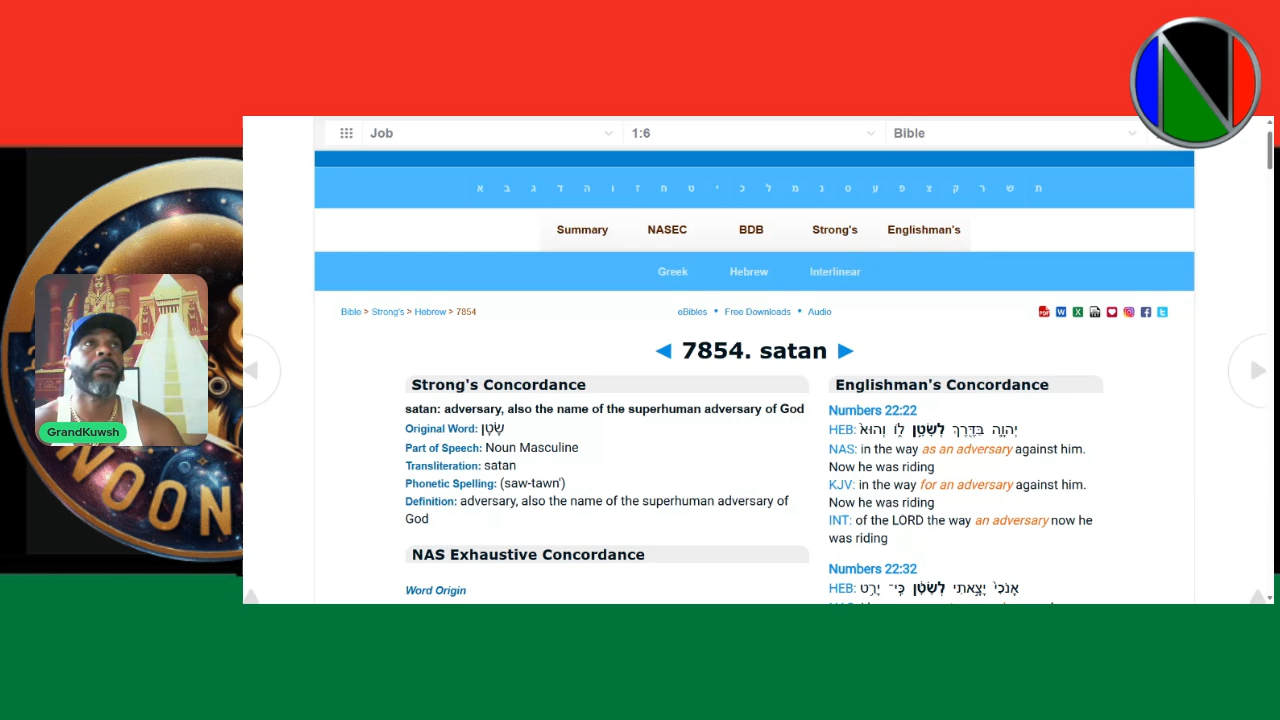 Job 1:6 Bible
א ב ג ד ה ו ז ח ט י כ ל מ נ ס ע פ צ ק ר ש ת
Summary NASEC BDB Strong's Englishman's
Greek Hebrew Interlinear
Bible > Strong's > Hebrew > 7854
eBibles • Free Downloads • Audio
◄ 7854. satan ►
Strong's Concordance
satan: adversary, also the name of the superhuman adversary of God
Original Word: שָׂטָן
Part of Speech: Noun Masculine
Transliteration: satan
Phonetic Spelling: (saw-tawn')
Definition: adversary, also the name of the superhuman adversary of
God
NAS Exhaustive Concordance
Word Origin
Englishman's Concordance
Numbers 22:22
HEB: יְהוָ֛ה בַּדֶּ֖רֶךְ לְשָׂטָ֣ן ל֑וֹ וְהוּא֙
NAS: in the way as an adversary against him.
Now he was riding
KJV: in the way for an adversary against him.
Now he was riding
INT: of the LORD the way an adversary now he
was riding
Numbers 22:32
HEB: אָנֹכִי֙ יָצָ֣אתִי לְשָׂטָ֔ן כִּֽי־ יָרַ֥ט
GrandKuwsh
NOON
N